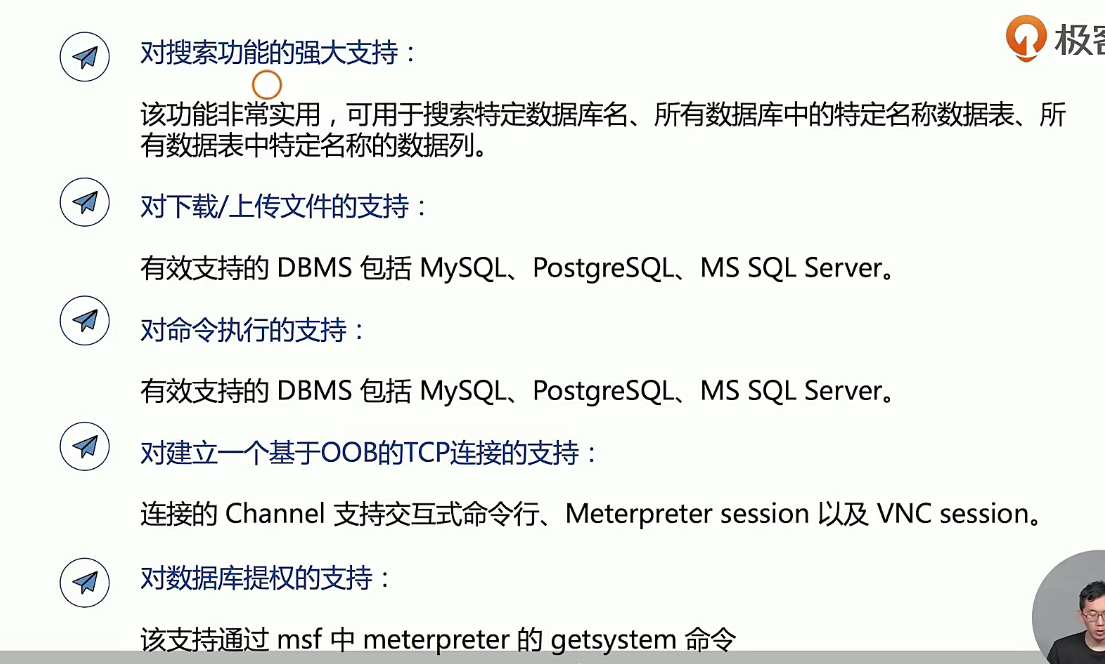 极客
对搜索功能的强大支持：
该功能非常实用，可用于搜索特定数据库名、所有数据库中的特定名称数据表、所
有数据表中特定名称的数据列。
对下载/上传文件的支持：
有效支持的 DBMS 包括 MySQL、PostgreSQL、MS SQL Server。
对命令执行的支持：
有效支持的 DBMS 包括 MySQL、PostgreSQL、MS SQL Server。
对建立一个基于OOB的TCP连接的支持：
连接的 Channel 支持交互式命令行、Meterpreter session 以及 VNC session。
对数据库提权的支持：
该支持通过 msf 中 meterpreter 的 getsystem 命令